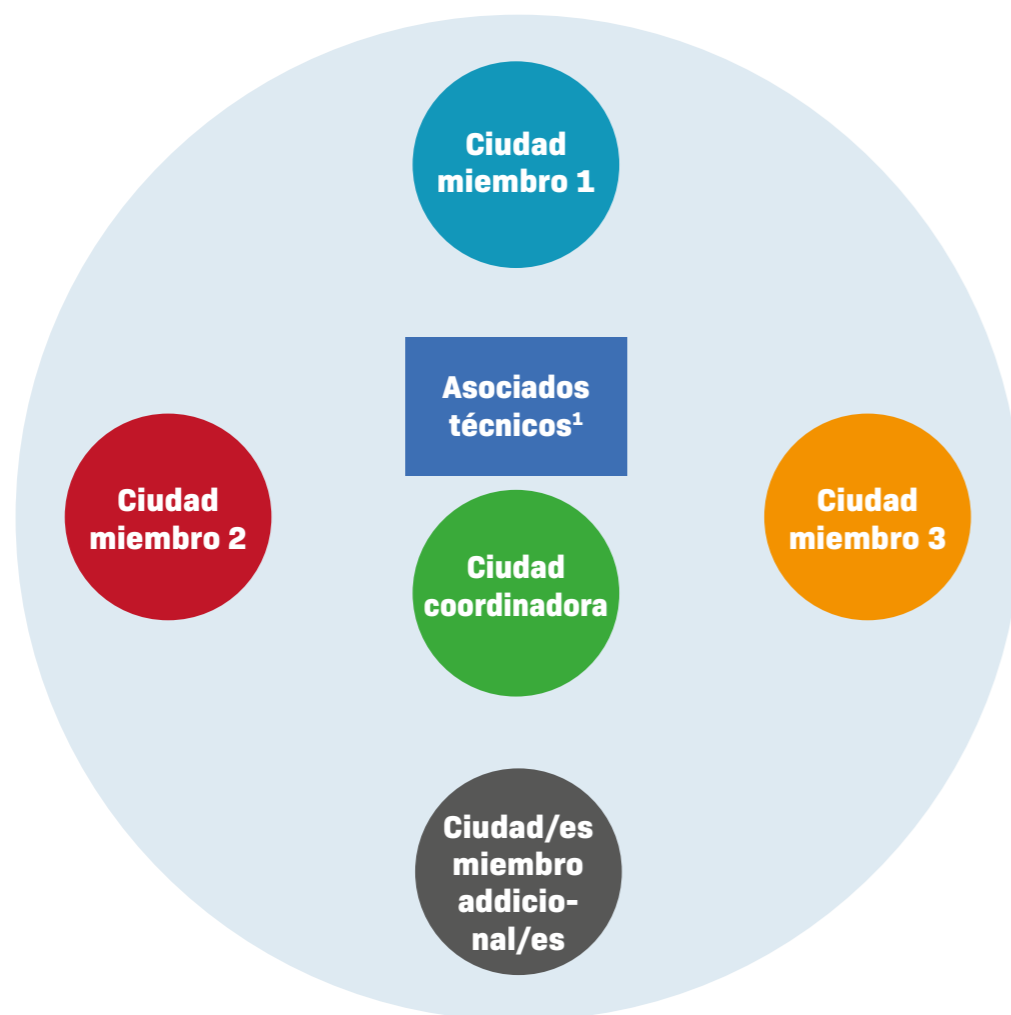 Ciudad
miembro 1
Asociados
técnicos¹
Ciudad
miembro 2
Ciudad
miembro 3
Ciudad
coordinadora
Ciudad/es
miembro
addicio-
nal/es